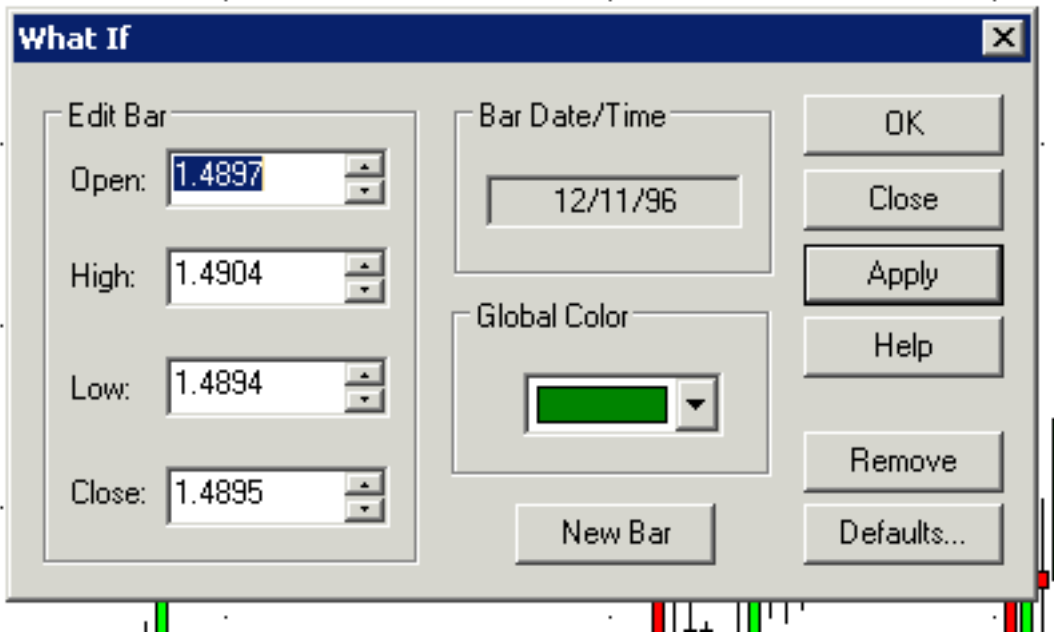 What If
Edit Bar
Open: 1.4897
High: 1.4904
Low: 1.4894
Close: 1.4895
Bar Date/Time
12/11/96
Global Color
New Bar
OK
Close
Apply
Help
Remove
Defaults...